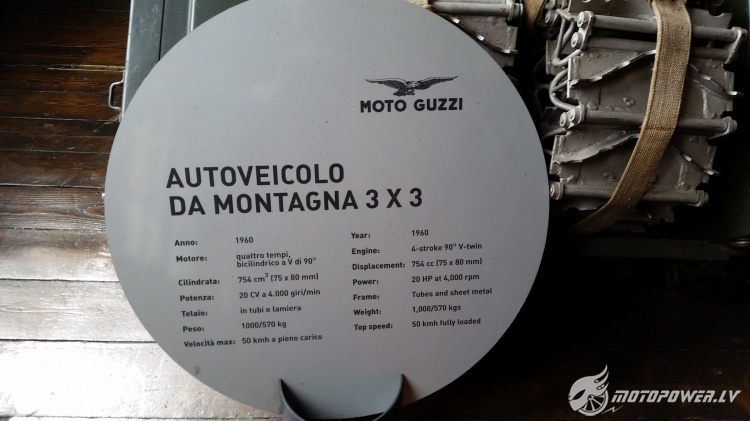 MOTO GUZZI
AUTOVEICOLO
DA MONTAGNA 3 X 3
Anno: 1960
Motore: quattro tempi,
bicilindrico a V di 90°
Cilindrata: 754 cm³ (75 x 80 mm)
Potenza: 20 CV a 4.000 giri/min
Telaio: in tubi e lamiera
Peso: 1000/570 kg
Velocità max: 50 kmh a pieno carico
Year: 1960
Engine: 4-stroke 90° V-twin
Displacement: 754 cc (75 x 80 mm)
Power: 20 HP at 4,000 rpm
Frame: Tubes and sheet metal
Weight: 1,000/570 kgs
Top speed: 50 kmh fully loaded
MOTOPOWER.LV